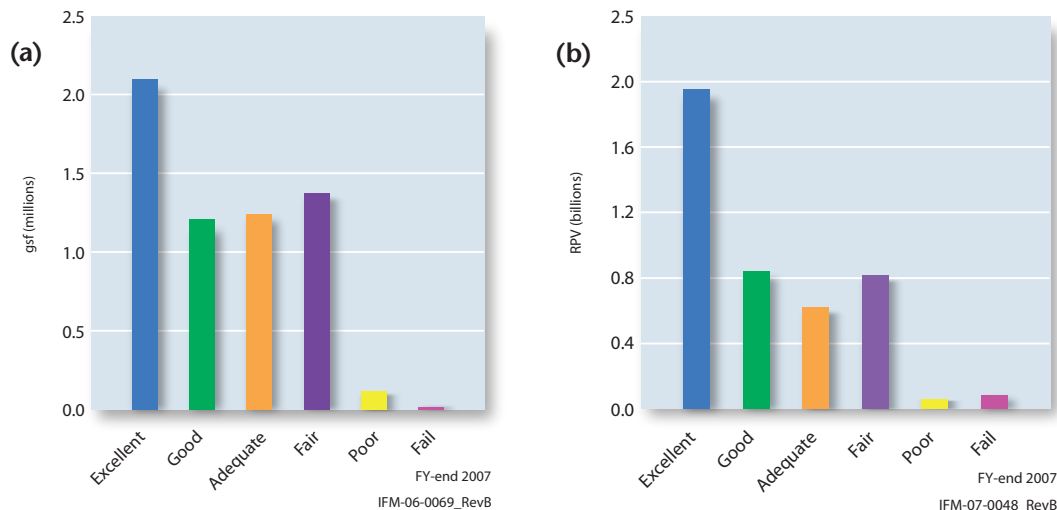 (a)
2.5
2.0
1.5
1.0
0.5
0.0
gsf (millions)
Excellent
Good
Adequate
Fair
Poor
Fail
FY-end 2007
IFM-06-0069_RevB
(b)
2.5
2.0
1.6
1.2
0.8
0.4
0.0
RPV (billions)
Excellent
Good
Adequate
Fair
Poor
Fail
FY-end 2007
IFM-07-0048_RevB